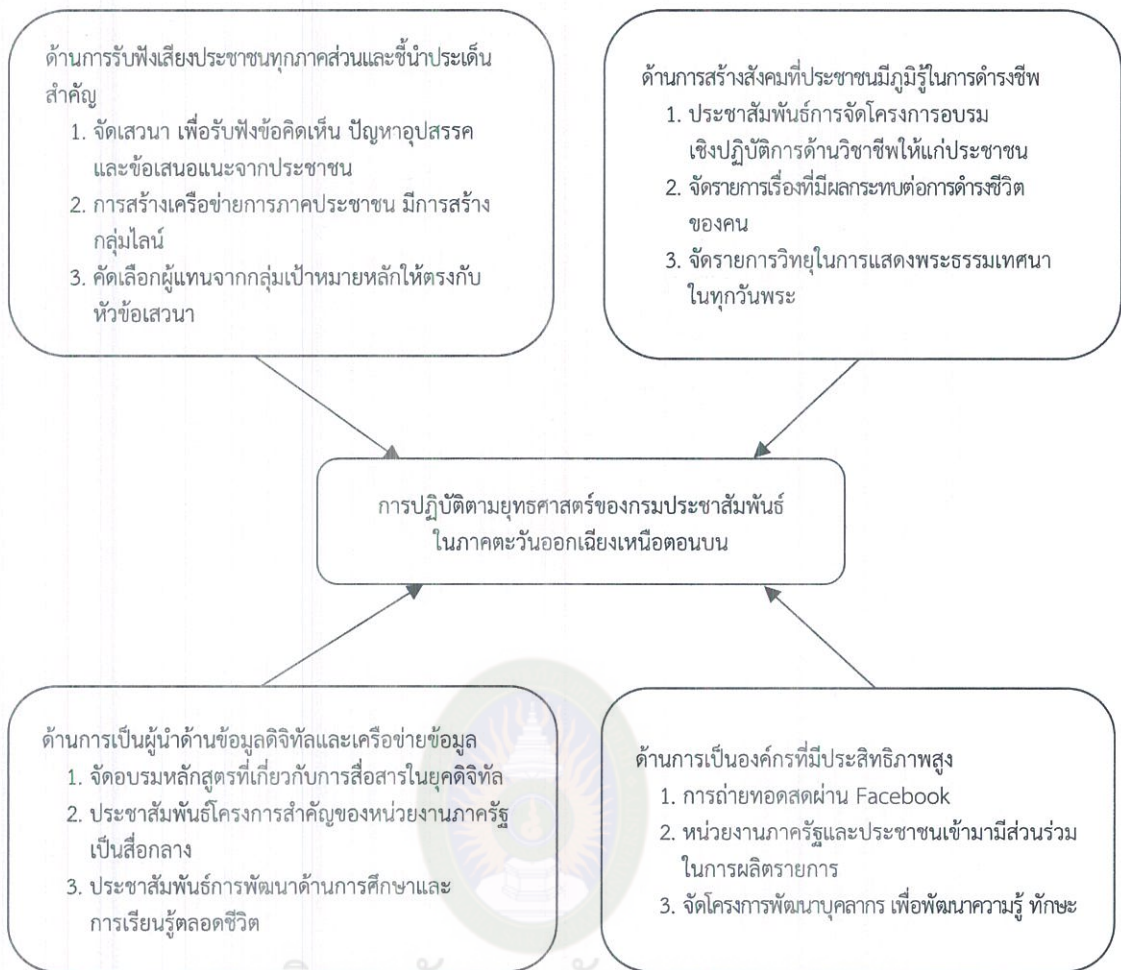 ด้านการรับฟังเสียงประชาชนทุกภาคส่วนและชี้นำประเด็น
สำคัญ
1. จัดเสวนา เพื่อรับฟังข้อคิดเห็น ปัญหาอุปสรรค
และข้อเสนอแนะจากประชาชน
2. การสร้างเครือข่ายการภาคประชาชน มีการสร้าง
กลุ่มไลน์
3. คัดเลือกผู้แทนจากกลุ่มเป้าหมายหลักให้ตรงกับ
หัวข้อเสวนา
ด้านการสร้างสังคมที่ประชาชนมีภูมิรู้ในการดำรงชีพ
1. ประชาสัมพันธ์การจัดโครงการอบรม
เชิงปฏิบัติการด้านวิชาชีพให้แก่ประชาชน
2. จัดรายการเรื่องที่มีผลกระทบต่อการดำรงชีวิต
ของคน
3. จัดรายการวิทยุในการแสดงพระธรรมเทศนา
ในทุกวันพระ
การปฏิบัติตามยุทธศาสตร์ของกรมประชาสัมพันธ์
ในภาคตะวันออกเฉียงเหนือตอนบน
ด้านการเป็นผู้นำด้านข้อมูลดิจิทัลและเครือข่ายข้อมูล
1. จัดอบรมหลักสูตรที่เกี่ยวกับการสื่อสารในยุคดิจิทัล
2. ประชาสัมพันธ์โครงการสำคัญของหน่วยงานภาครัฐ
เป็นสื่อกลาง
3. ประชาสัมพันธ์การพัฒนาด้านการศึกษาและ
การเรียนรู้ตลอดชีวิต
ด้านการเป็นองค์กรที่มีประสิทธิภาพสูง
1. การถ่ายทอดสดผ่าน Facebook
2. หน่วยงานภาครัฐและประชาชนเข้ามามีส่วนร่วม
ในการผลิตรายการ
3. จัดโครงการพัฒนาบุคลากร เพื่อพัฒนาความรู้ ทักษะ